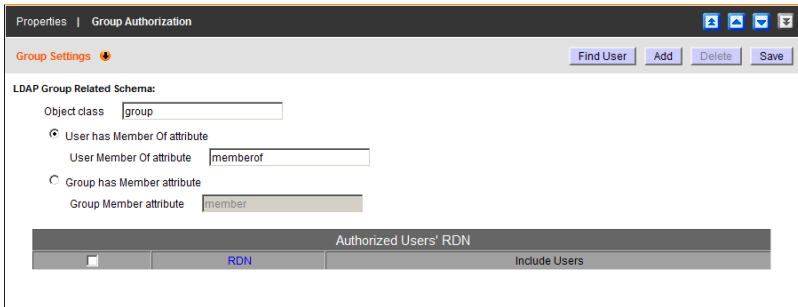 Properties | Group Authorization
Group Settings Find User Add Delete Save
LDAP Group Related Schema:
Object class group
User has Member Of attribute
User Member Of attribute memberof
Group has Member attribute
Group Member attribute member
Authorized Users' RDN
RDN Include Users